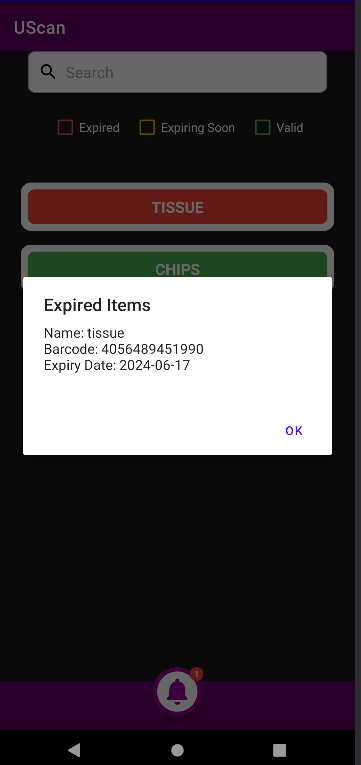 UScan
Search
Expired
Expiring Soon
Valid
TISSUE
CHIPS
Expired Items
Name: tissue
Barcode: 4056489451990
Expiry Date: 2024-06-17
OK
1